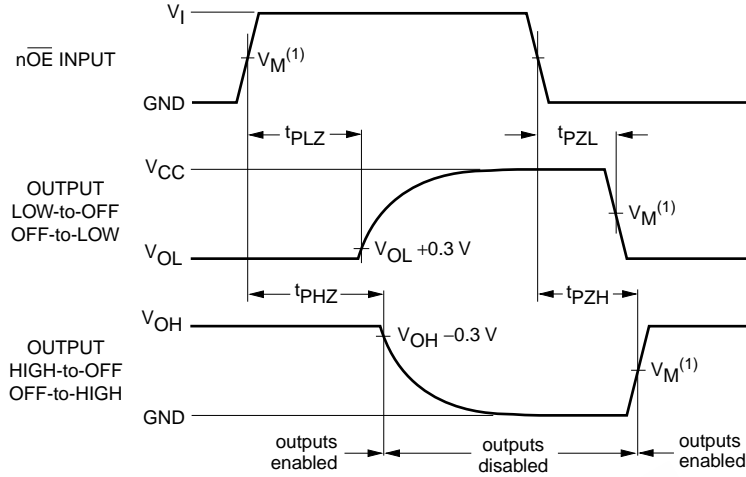 V_I
nO̅E̅ INPUT
V_M^(1)
GND
t_PLZ
t_PZL
V_CC
OUTPUT
LOW-to-OFF
OFF-to-LOW
V_M^(1)
V_OL +0.3 V
V_OL
t_PHZ
t_PZH
V_OH
V_OH −0.3 V
OUTPUT
HIGH-to-OFF
OFF-to-HIGH
V_M^(1)
GND
outputs
enabled
outputs
disabled
outputs
enabled